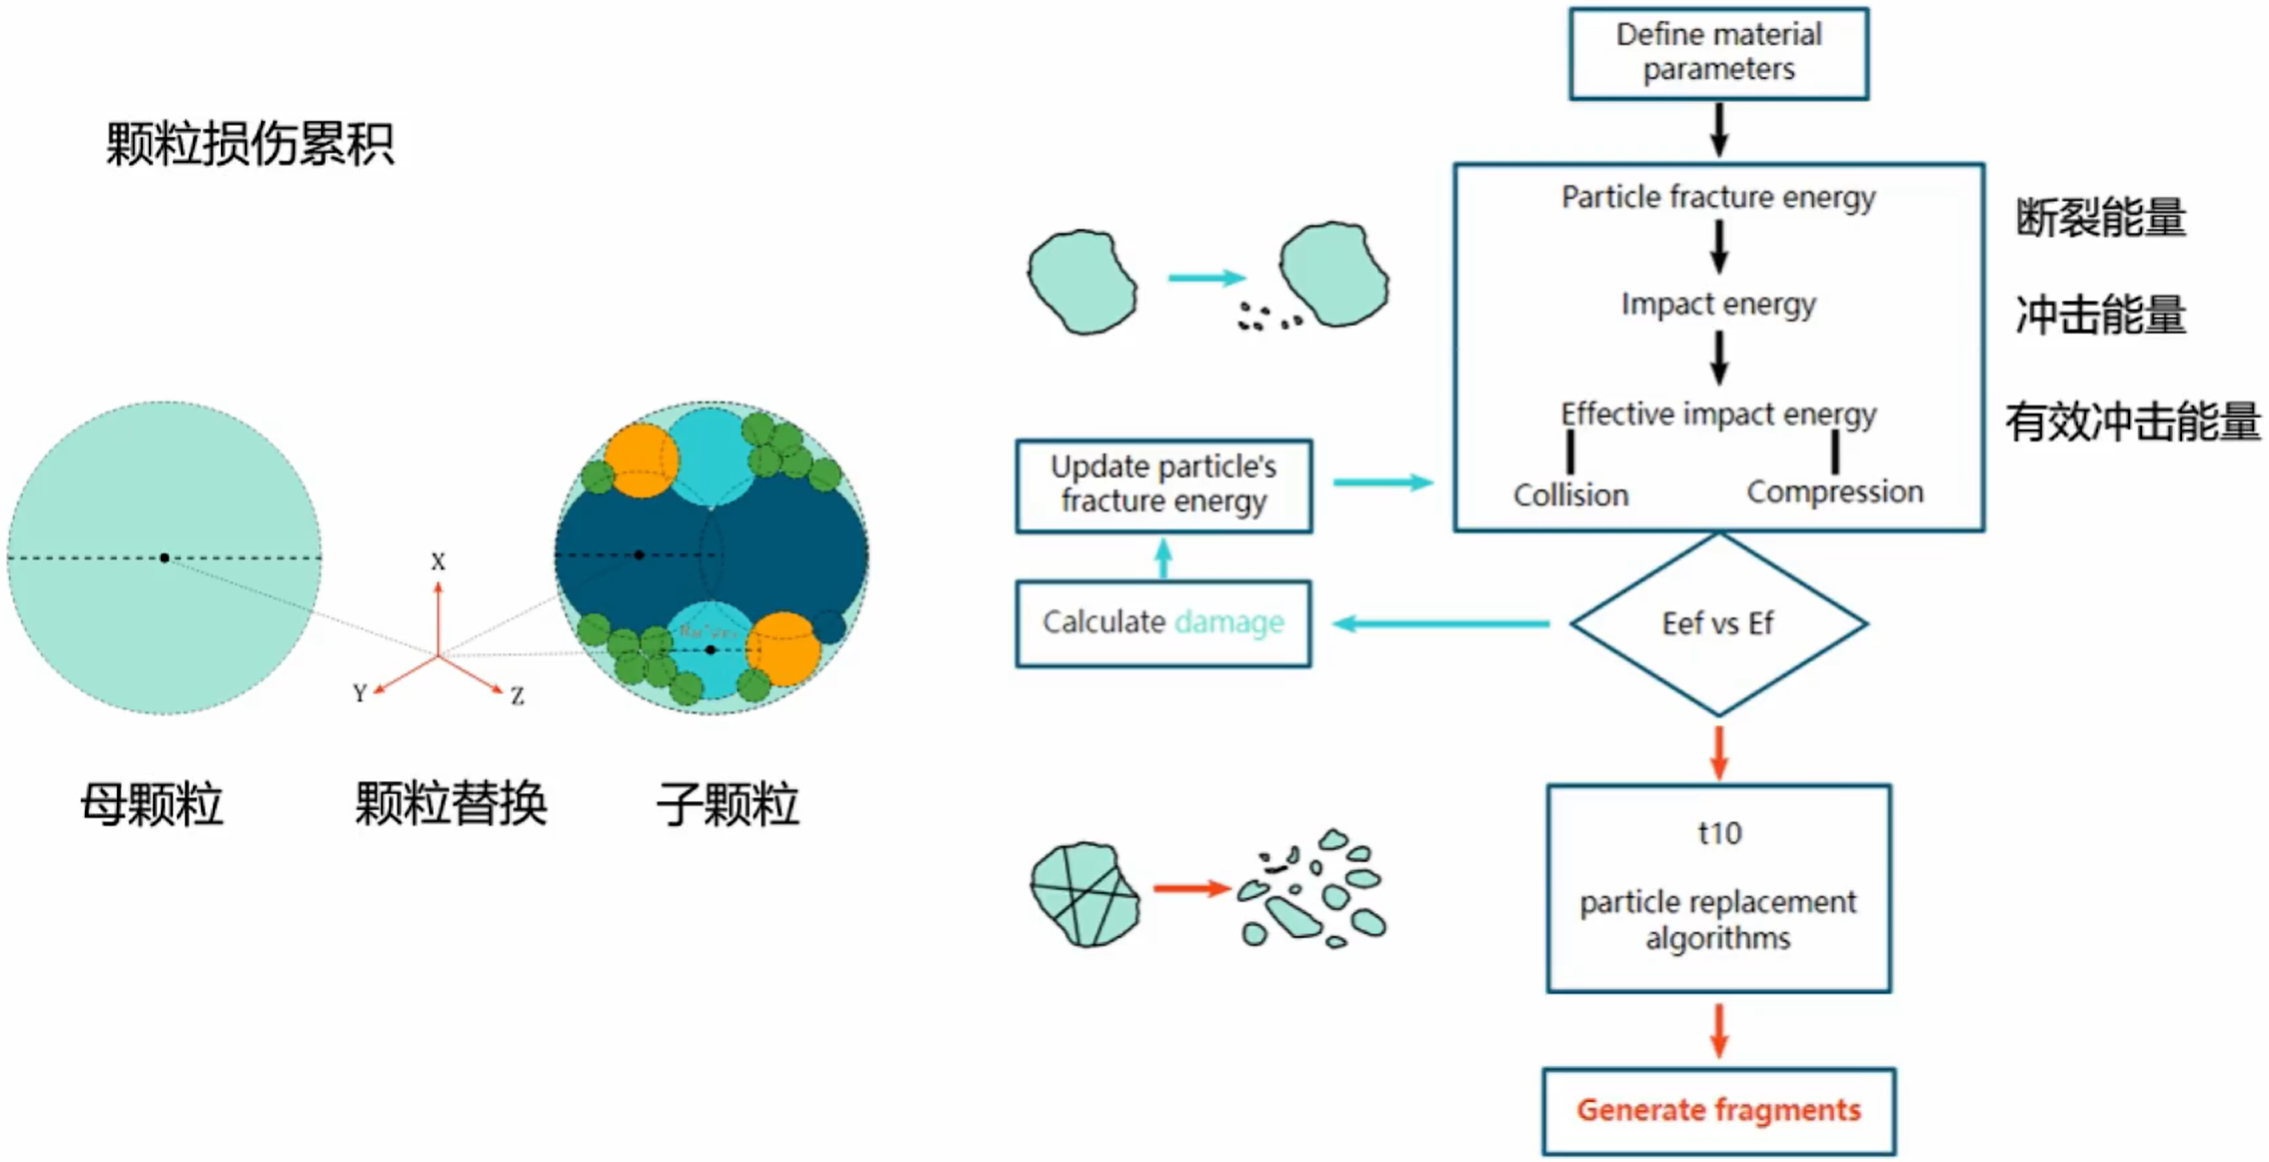 颗粒损伤累积
X
Y
Z
母颗粒
颗粒替换
子颗粒
Define material
parameters
Particle fracture energy
断裂能量
Impact energy
冲击能量
Effective impact energy
有效冲击能量
Collision
Compression
Update particle's
fracture energy
Calculate damage
Eef vs Ef
t10
particle replacement
algorithms
Generate fragments